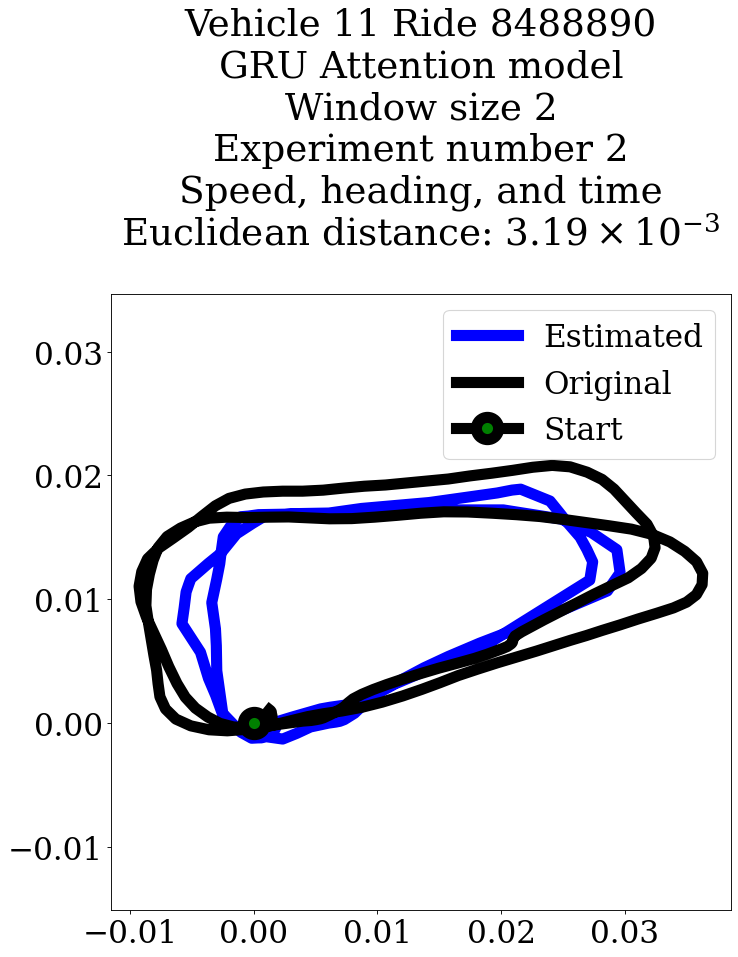 Vehicle 11 Ride 8488890
GRU Attention model
Window size 2
Experiment number 2
Speed, heading, and time
Euclidean distance: 3.19 × 10⁻³
Estimated
Original
Start
0.03
0.02
0.01
0.00
−0.01
−0.01 0.00 0.01 0.02 0.03